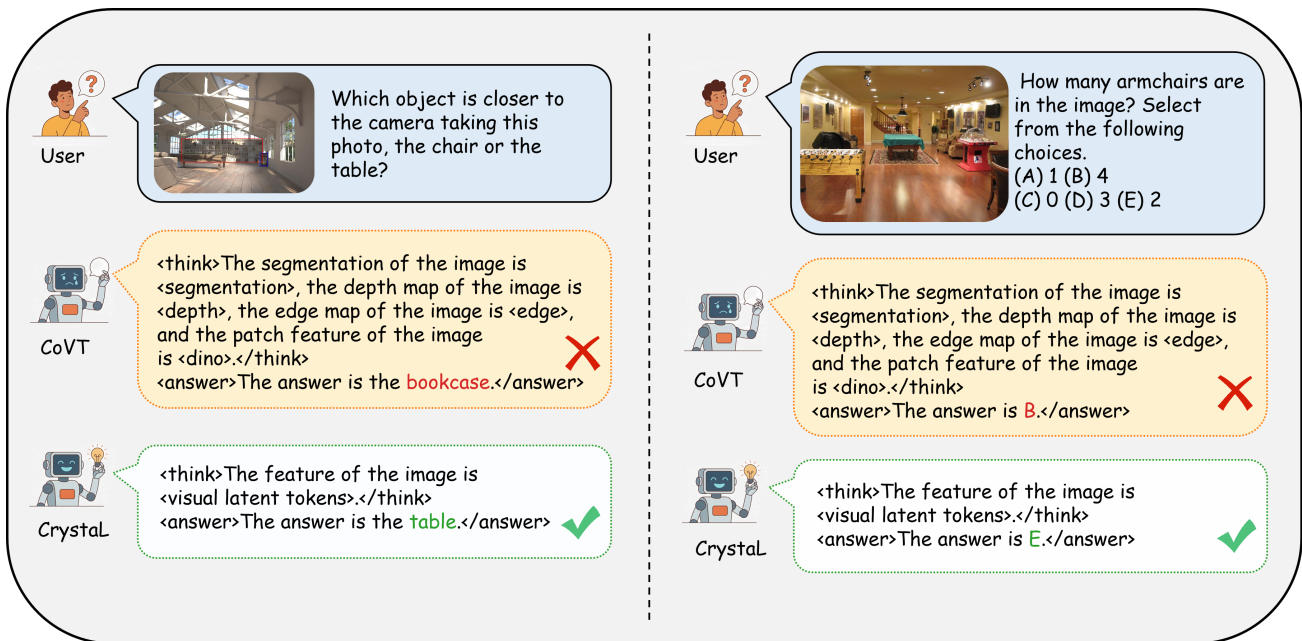 ?
User
Which object is closer to
the camera taking this
photo, the chair or the
table?
CoVT
<think>The segmentation of the image is
<segmentation>, the depth map of the image is
<depth>, the edge map of the image is <edge>,
and the patch feature of the image
is <dino>.</think>
<answer>The answer is the bookcase.</answer>
CrystaL
<think>The feature of the image is
<visual latent tokens>.</think>
<answer>The answer is the table.</answer>
?
User
How many armchairs are
in the image? Select
from the following
choices.
(A) 1 (B) 4
(C) 0 (D) 3 (E) 2
CoVT
<think>The segmentation of the image is
<segmentation>, the depth map of the image is
<depth>, the edge map of the image is <edge>,
and the patch feature of the image
is <dino>.</think>
<answer>The answer is B.</answer>
CrystaL
<think>The feature of the image is
<visual latent tokens>.</think>
<answer>The answer is E.</answer>